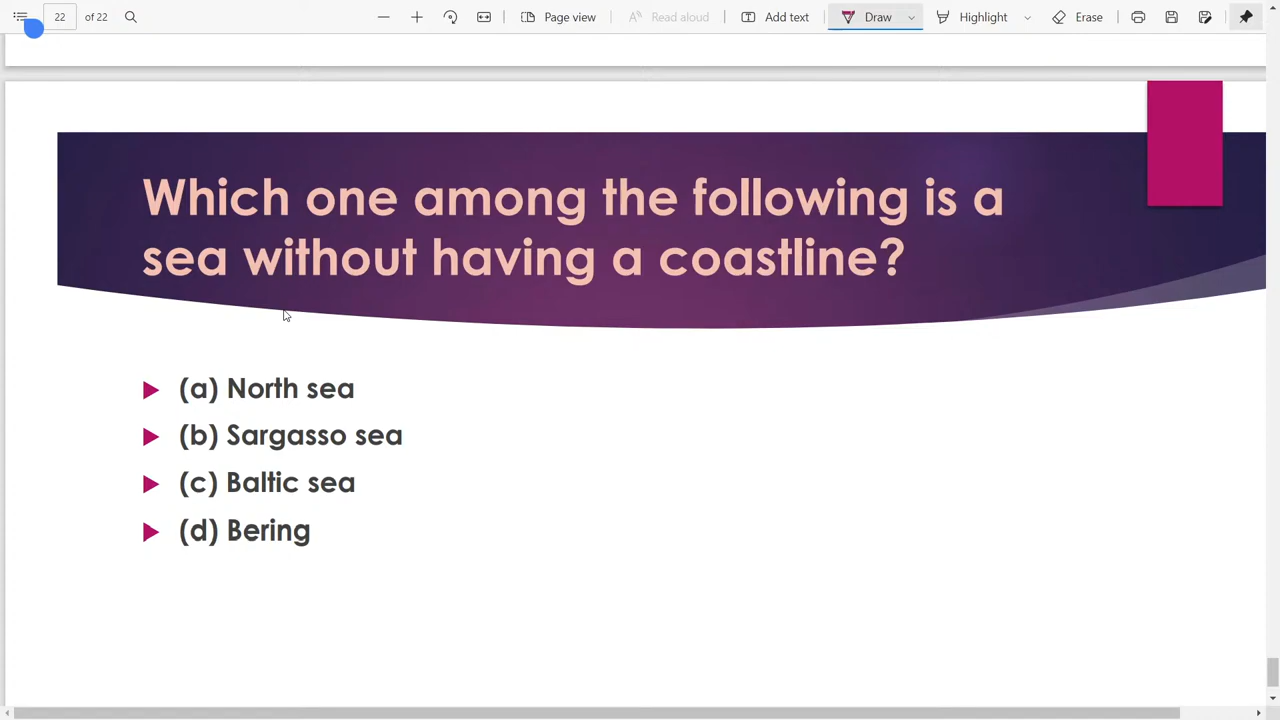 22 of 22 Page view Read aloud Add text Draw Highlight Erase
Which one among the following is a
sea without having a coastline?
(a) North sea
(b) Sargasso sea
(c) Baltic sea
(d) Bering